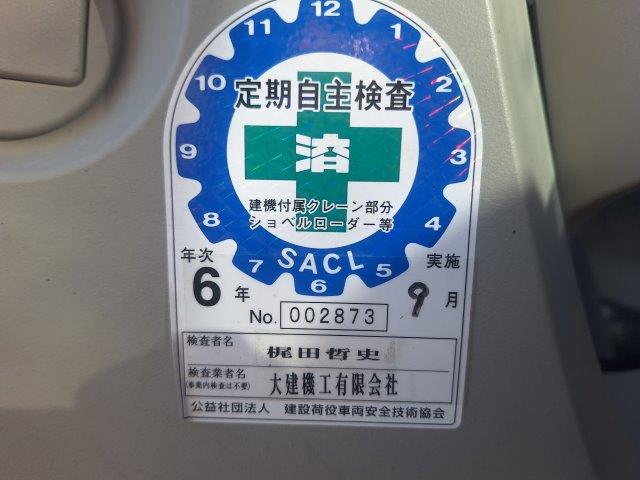 12
11
1
10
2
9
3
8
4
7
5
6
定期自主検査
溶
建機付属クレーン部分
ショベルローダー等
SACL
年次
実施
6年
9月
No. 002873
検査者名 梶田哲史
検査業者名 大建機工有限会社
(事業内検査は不要)
公益社団法人 建設荷役車両安全技術協会